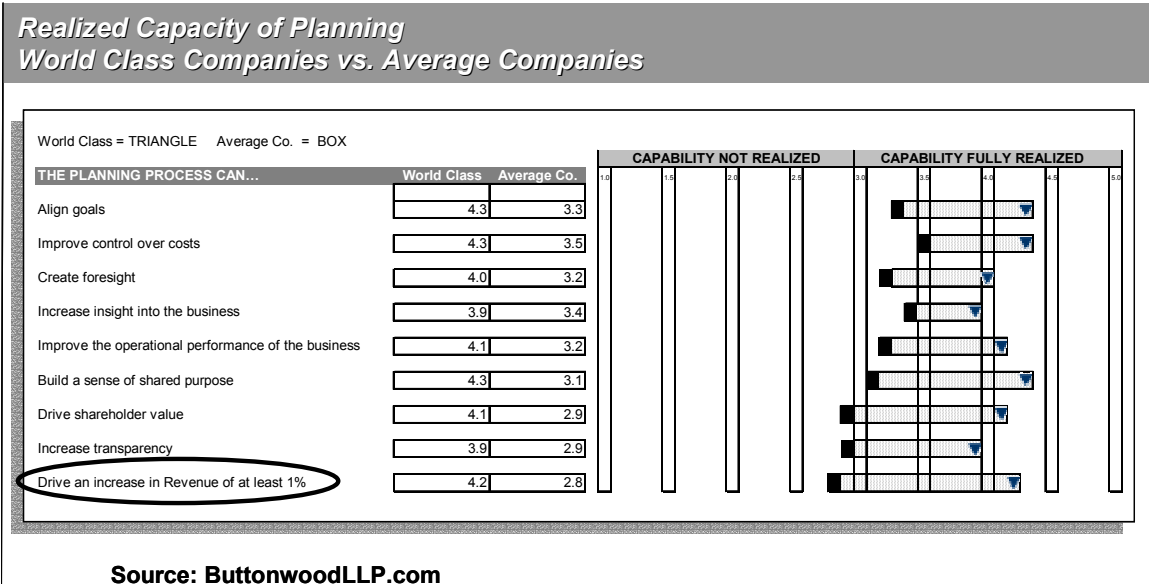 Realized Capacity of Planning
World Class Companies vs. Average Companies
World Class = TRIANGLE Average Co. = BOX
CAPABILITY NOT REALIZED CAPABILITY FULLY REALIZED
THE PLANNING PROCESS CAN... World Class Average Co. 1.0 1.5 2.0 2.5 3.0 3.5 4.0 4.5 5.0
Align goals 4.3 3.3
Improve control over costs 4.3 3.5
Create foresight 4.0 3.2
Increase insight into the business 3.9 3.4
Improve the operational performance of the business 4.1 3.2
Build a sense of shared purpose 4.3 3.1
Drive shareholder value 4.1 2.9
Increase transparency 3.9 2.9
Drive an increase in Revenue of at least 1% 4.2 2.8
Source: ButtonwoodLLP.com